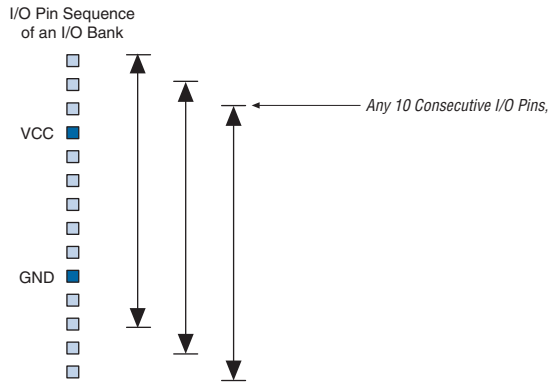 I/O Pin Sequence
of an I/O Bank
Any 10 Consecutive I/O Pins,
VCC
GND